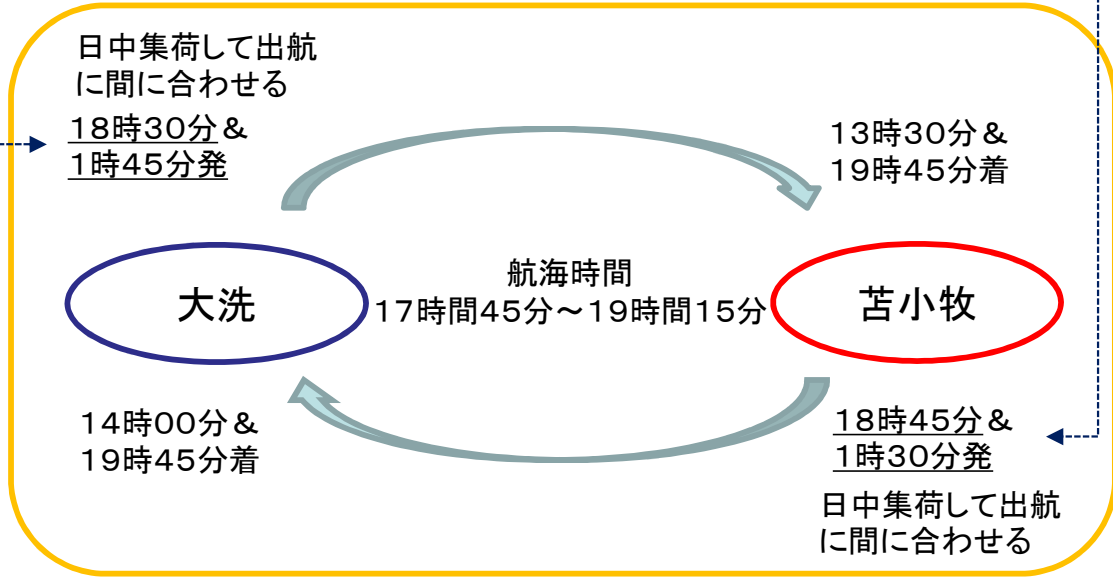 日中集荷して出航
に間に合わせる
18時30分&
1時45分発
13時30分&
19時45分着
大洗
航海時間
17時間45分~19時間15分
苫小牧
14時00分&
19時45分着
18時45分&
1時30分発
日中集荷して出航
に間に合わせる